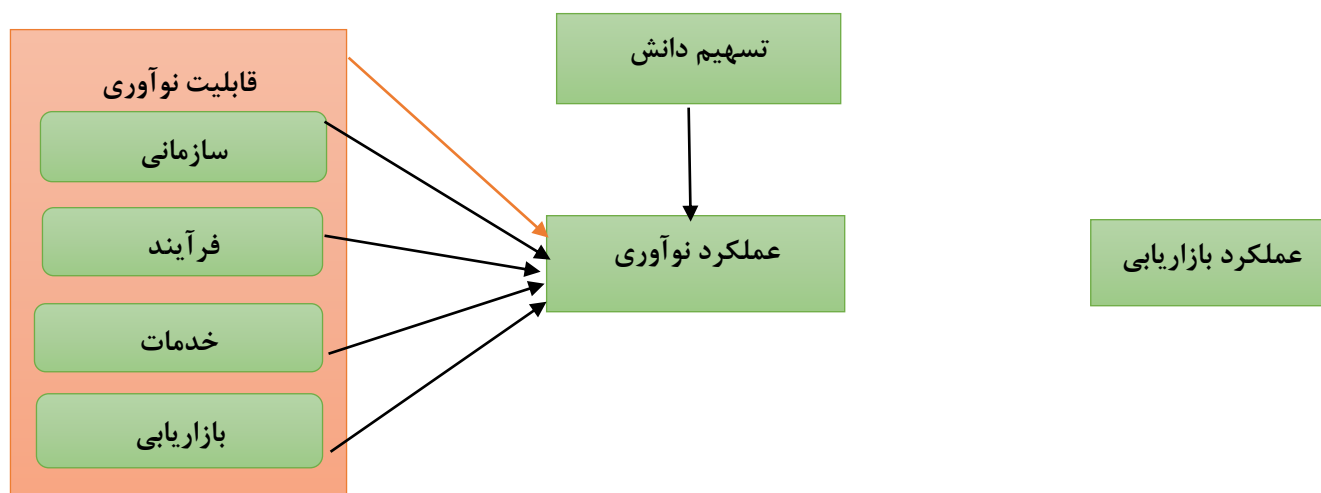 تسهیم دانش
قابلیت نوآوری
سازمانی
فرآیند
خدمات
بازاریابی
عملکرد نوآوری
عملکرد بازاریابی